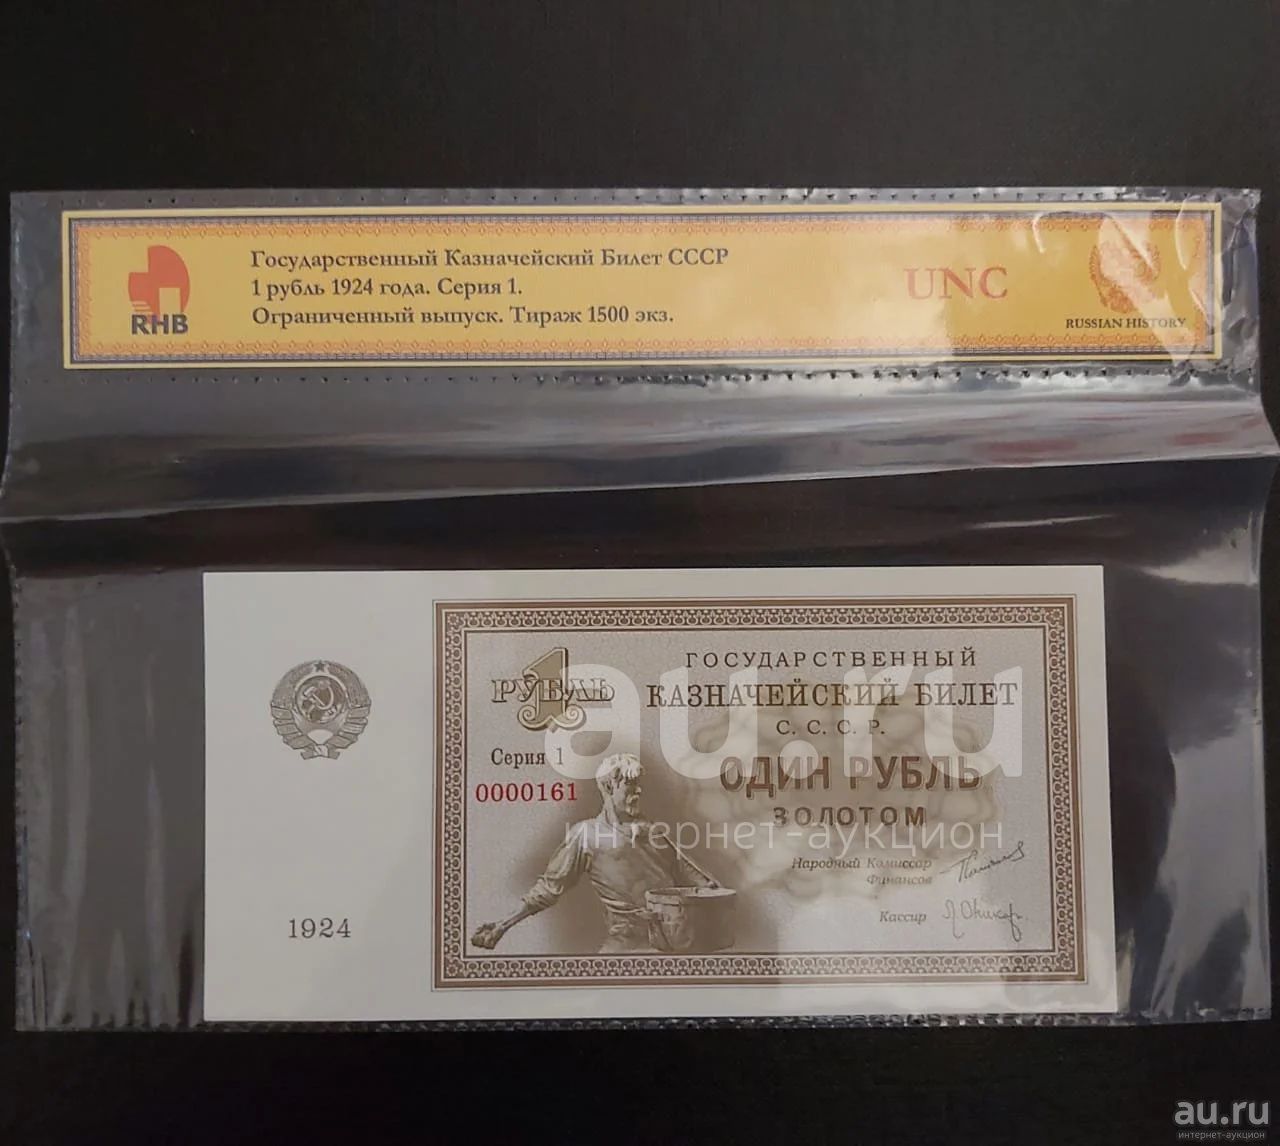 RHB
Государственный Казначейский Билет СССР
1 рубль 1924 года. Серия 1.
Ограниченный выпуск. Тираж 1500 экз.
UNC
RUSSIAN HISTORY
1
РУБЛЬ
Серия 1
0000161
ГОСУДАРСТВЕННЫЙ
КАЗНАЧЕЙСКИЙ БИЛЕТ
С. С. С. Р.
ОДИН РУБЛЬ
ЗОЛОТОМ
Народный Комиссар
Финансов
Кассир
1924
au.ru
интернет-аукцион
au.ru
интернет-аукцион